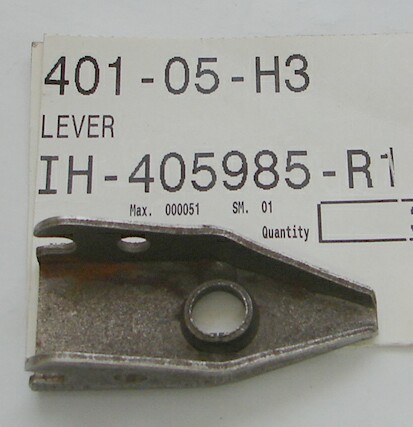 401-05-H3
LEVER
IH-405985-R1
Max. 000051 SM. 01
Quantity